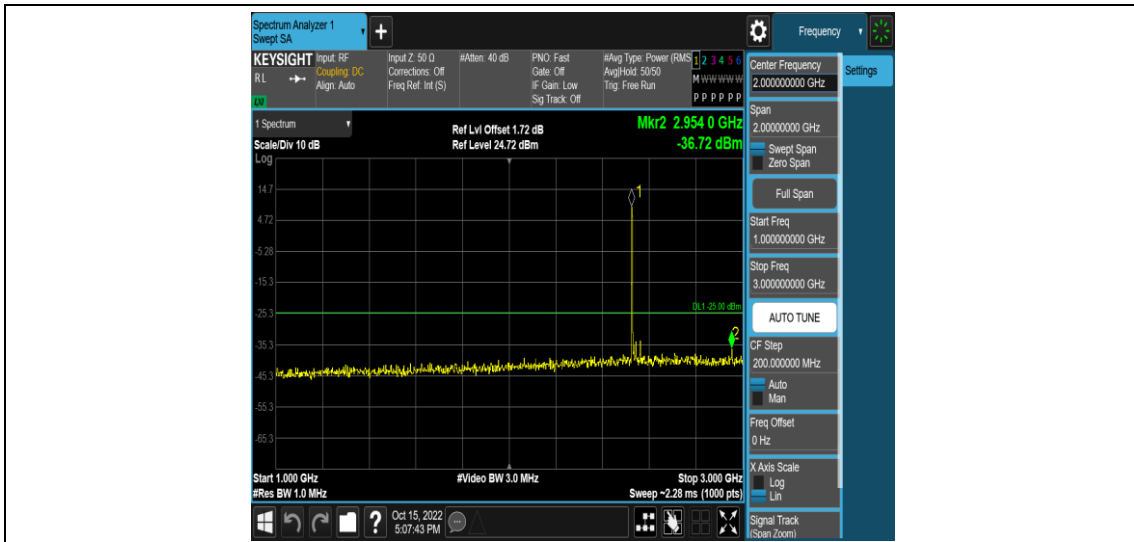 Spectrum Analyzer 1
Swept SA
+
Frequency
KEYSIGHT
RL
LXI
Input: RF
Coupling: DC
Align: Auto
Input Z: 50 Ω
Corrections: Off
Freq Ref: Int (S)
#Atten: 40 dB
PNO: Fast
Gate: Off
IF Gain: Low
Sig Track: Off
#Avg Type: Power (RMS
Avg|Hold: 50/50
Trig: Free Run
1 2 3 4 5 6
M W W W W W
P P P P P P
Center Frequency
2.000000000 GHz
Settings
Span
2.00000000 GHz
Swept Span
Zero Span
Full Span
Start Freq
1.000000000 GHz
Stop Freq
3.000000000 GHz
AUTO TUNE
CF Step
200.000000 MHz
Auto
Man
Freq Offset
0 Hz
X Axis Scale
Log
Lin
Signal Track
(Span Zoom)
1 Spectrum
Scale/Div 10 dB
Log
Ref Lvl Offset 1.72 dB
Ref Level 24.72 dBm
Mkr2 2.954 0 GHz
-36.72 dBm
14.7
4.72
-5.28
-15.3
-25.3
-35.3
-45.3
-55.3
-65.3
1
DL1 -25.00 dBm
2
Start 1.000 GHz
#Res BW 1.0 MHz
#Video BW 3.0 MHz
Stop 3.000 GHz
Sweep ~2.28 ms (1000 pts)
?
Oct 15, 2022
5:07:43 PM